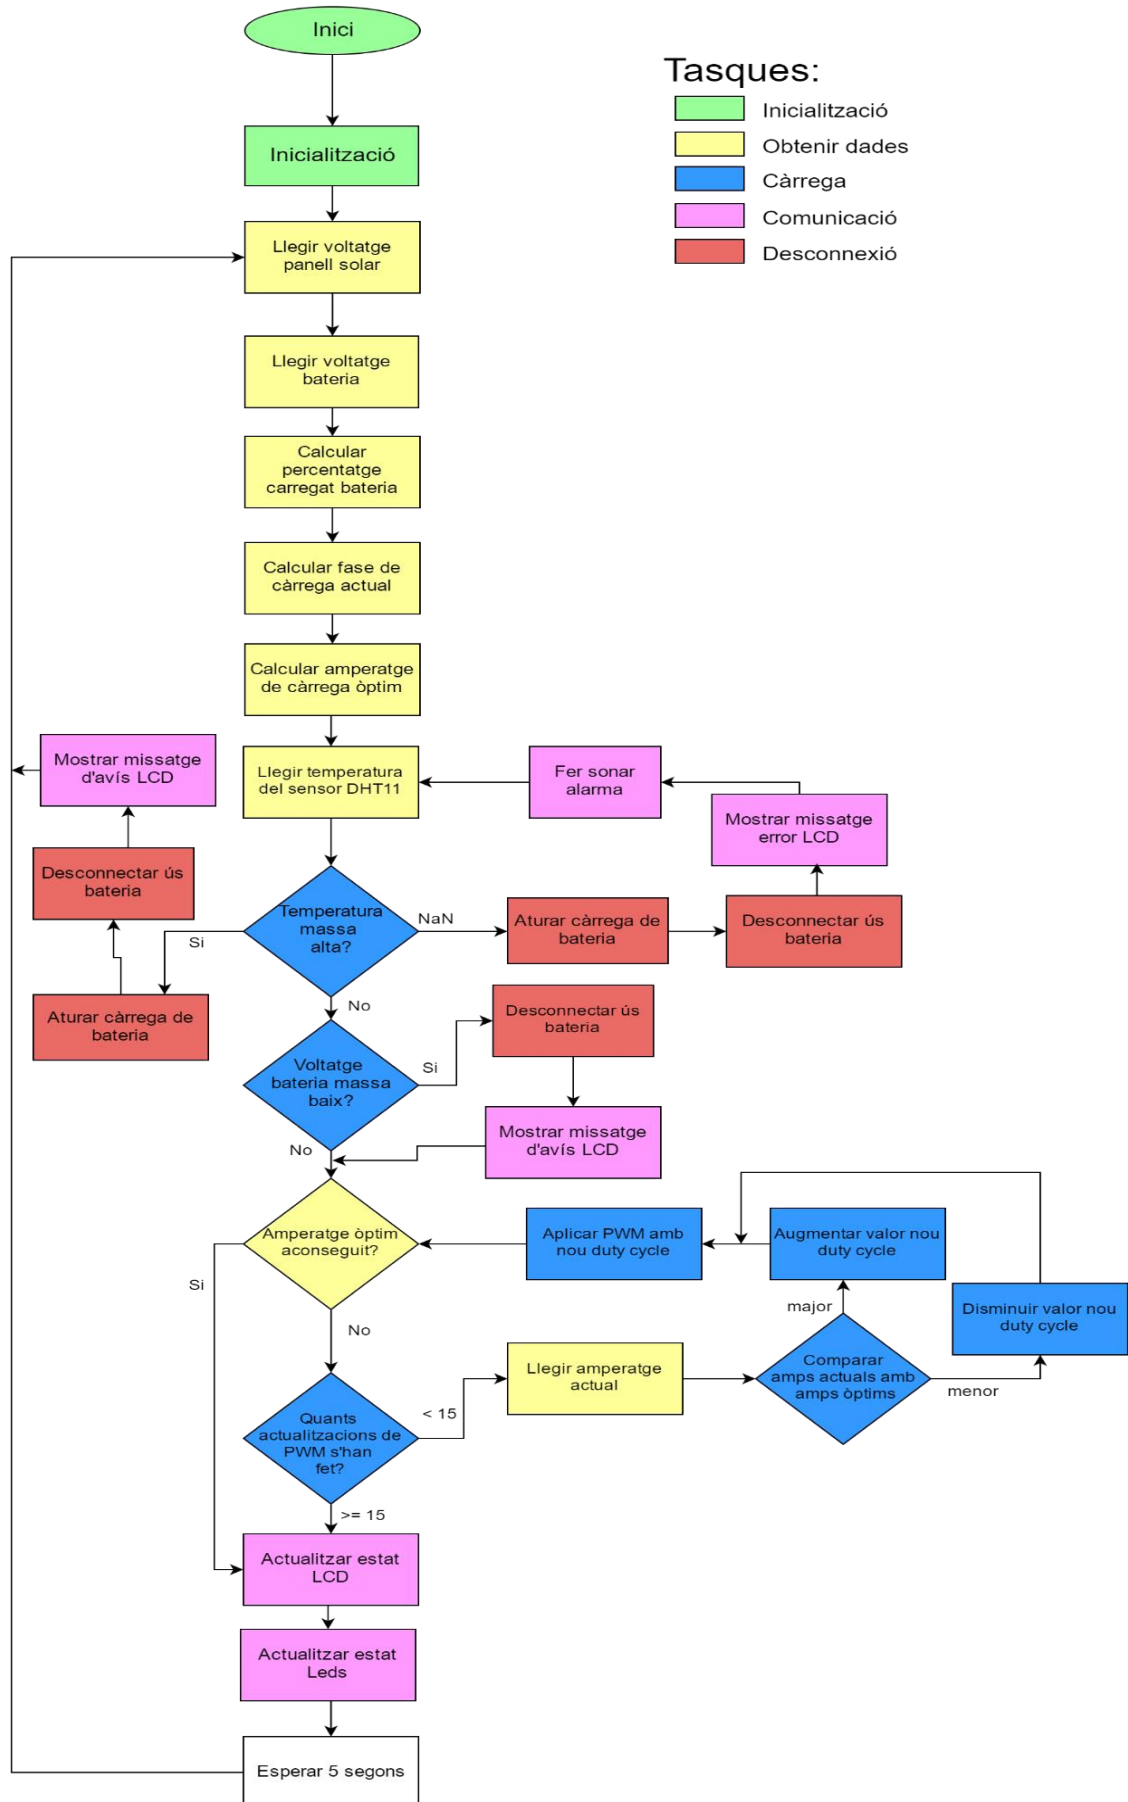 Inici
Tasques:
Inicialització
Obtenir dades
Càrrega
Comunicació
Desconnexió
Inicialització
Llegir voltatge
panell solar
Llegir voltatge
bateria
Calcular
percentatge
carregat bateria
Calcular fase de
càrrega actual
Calcular amperatge
de càrrega òptim
Mostrar missatge
d'avís LCD
Llegir temperatura
del sensor DHT11
Fer sonar
alarma
Mostrar missatge
error LCD
Desconnectar ús
bateria
Temperatura
massa
alta?
NaN
Aturar càrrega de
bateria
Desconnectar ús
bateria
Si
Aturar càrrega de
bateria
No
Desconnectar ús
bateria
Voltatge
bateria massa
baix?
Si
Mostrar missatge
d'avís LCD
No
Amperatge òptim
aconseguit?
Aplicar PWM amb
nou duty cycle
Augmentar valor nou
duty cycle
Si
major
Disminuir valor nou
duty cycle
No
Llegir amperatge
actual
Comparar
amps actuals amb
amps òptims
menor
Quants
actualitzacions de
PWM s'han
fet?
< 15
>= 15
Actualitzar estat
LCD
Actualitzar estat
Leds
Esperar 5 segons